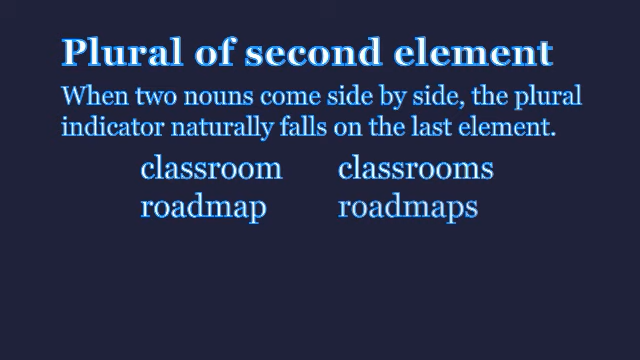 Plural of second element
When two nouns come side by side, the plural
indicator naturally falls on the last element.
classroom classrooms
roadmap roadmaps